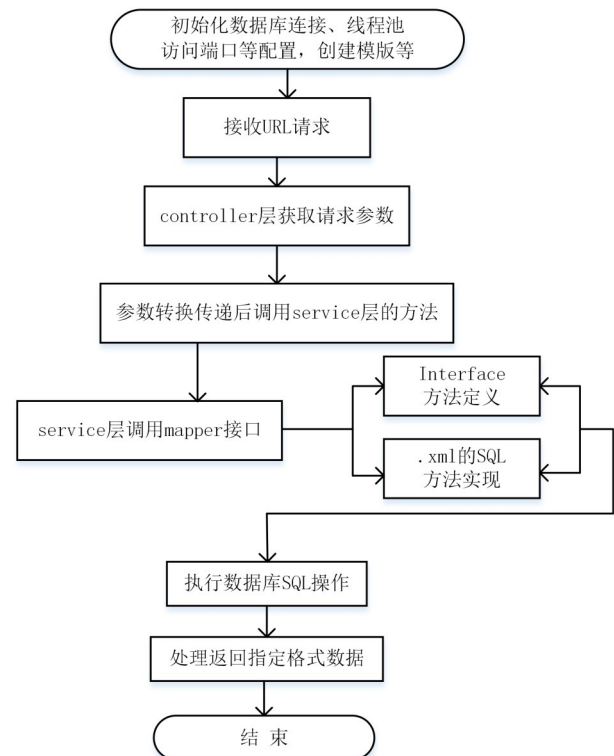 初始化数据库连接、线程池
访问端口等配置，创建模版等
接收URL请求
controller层获取请求参数
参数转换传递后调用service层的方法
service层调用mapper接口
Interface
方法定义
.xml的SQL
方法实现
执行数据库SQL操作
处理返回指定格式数据
结 束